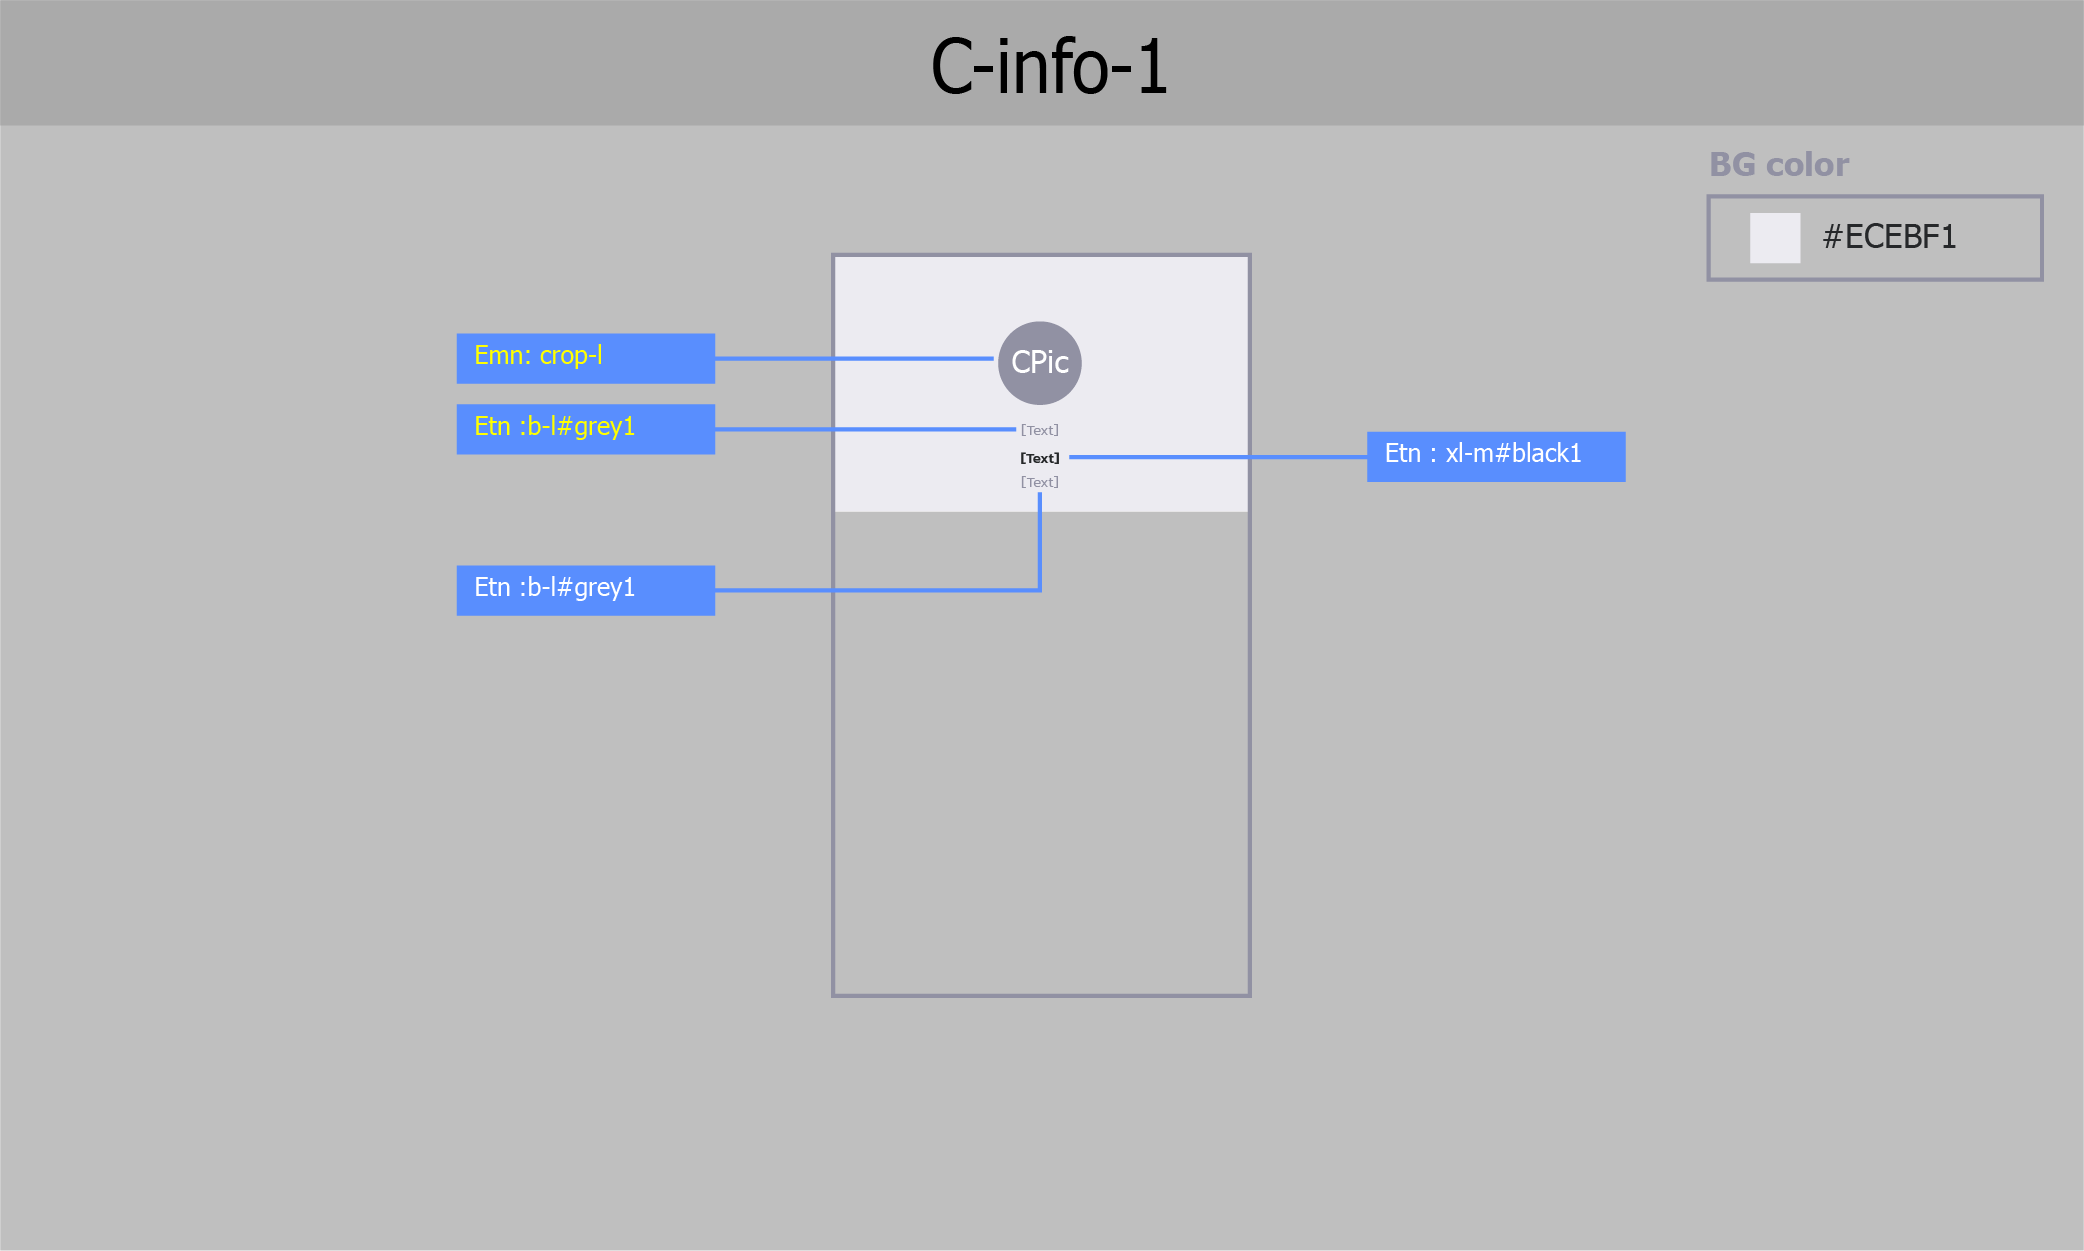 C-info-1
BG color
#ECEBF1
Emn: crop-l
CPic
Etn :b-l#grey1
[Text]
[Text]
Etn : xl-m#black1
[Text]
Etn :b-l#grey1